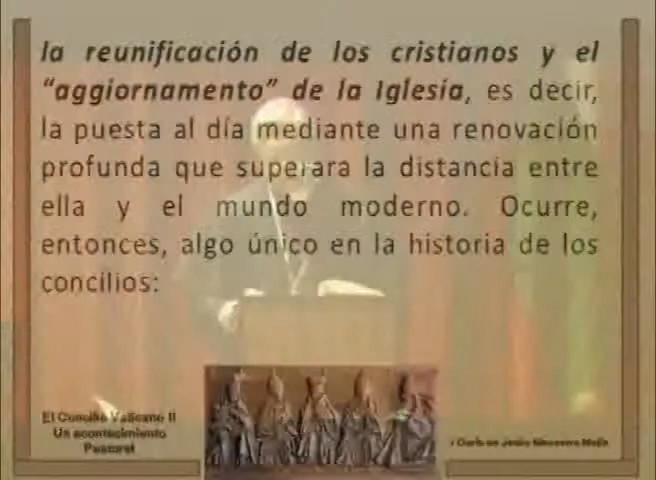 la reunificación de los cristianos y el
“aggiornamento” de la Iglesia, es decir,
la puesta al día mediante una renovación
profunda que superara la distancia entre
ella y el mundo moderno. Ocurre,
entonces, algo único en la historia de los
concilios:
El Concilio Vaticano II
Un acontecimiento
Pastoral
en Jesús